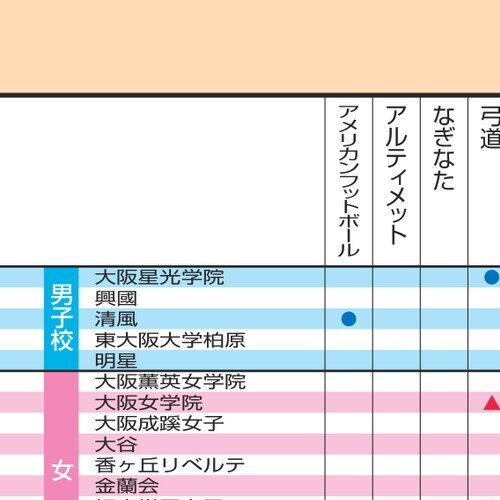 アメリカンフットボール
アルティメット
なぎなた
弓道
男子校
大阪星光学院
興國
清風
東大阪大学柏原
明星
女
大阪薫英女学院
大阪女学院
大阪成蹊女子
大谷
香ヶ丘リベルテ
金蘭会